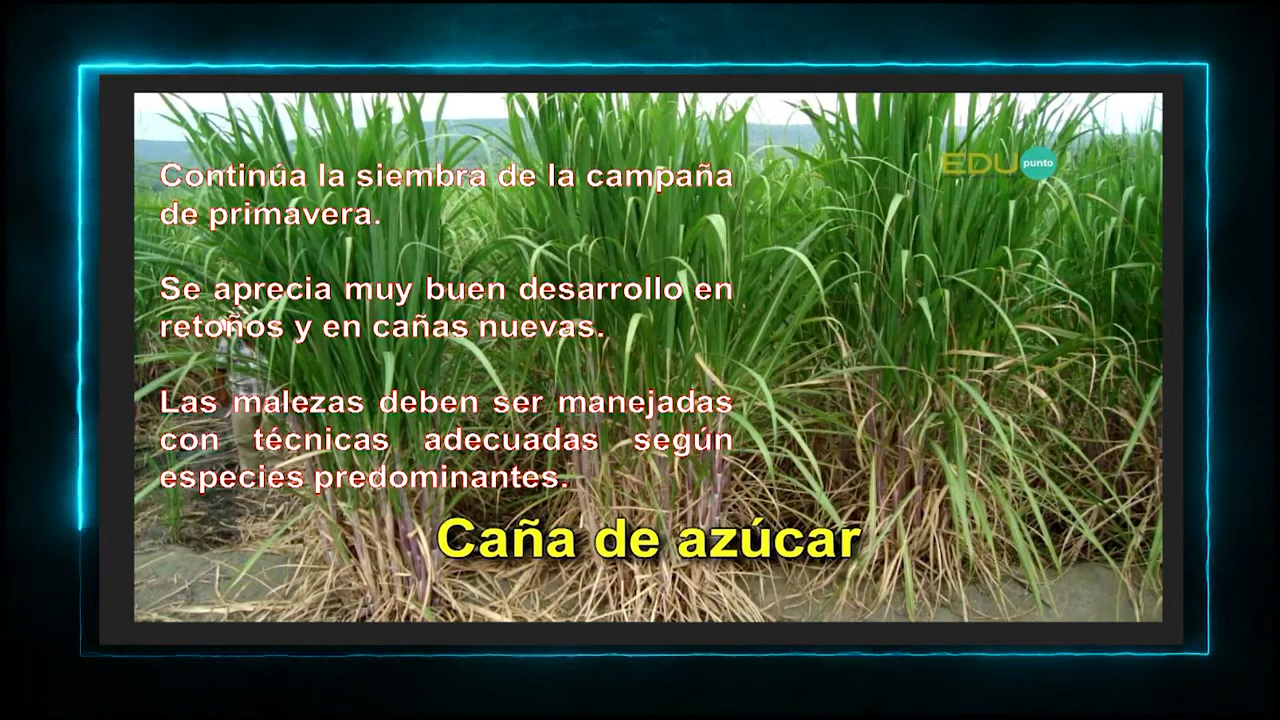 Continúa la siembra de la campaña
de primavera.
EDU punto
Se aprecia muy buen desarrollo en
retoños y en cañas nuevas.
Las malezas deben ser manejadas
con técnicas adecuadas según
especies predominantes.
Caña de azúcar